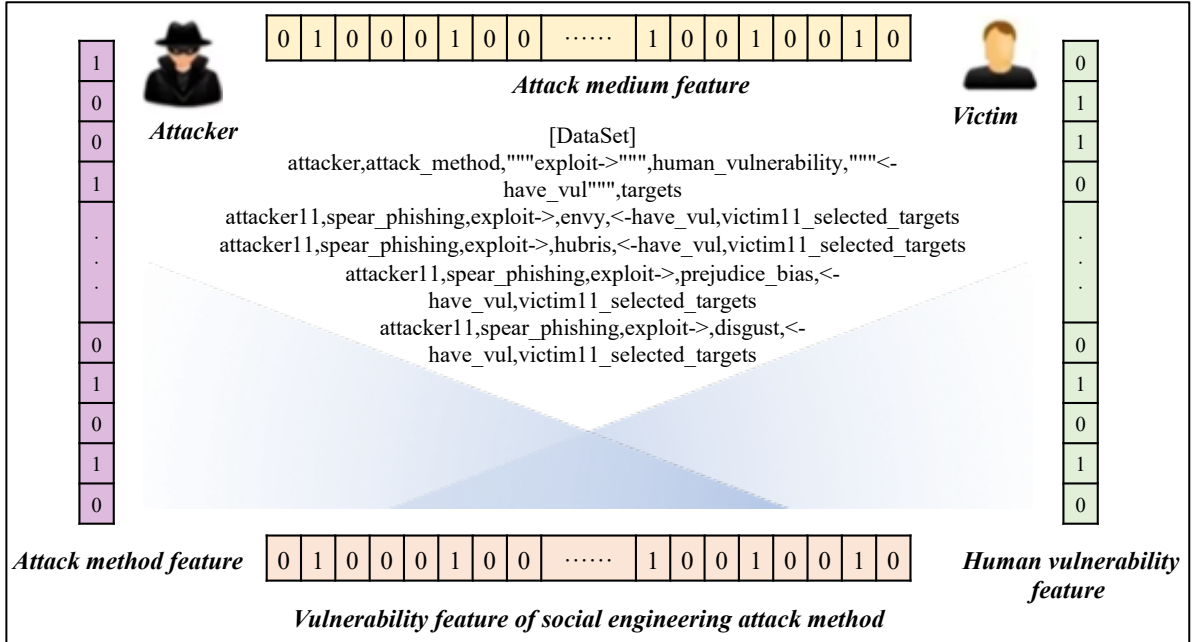 0 1 0 0 0 1 0 0 ...... 1 0 0 1 0 0 1 0
Attack medium feature
Attacker
Victim
1
0
0
1
.
.
.
0
1
0
1
0
0
1
1
0
.
.
.
0
1
0
1
0
[DataSet]
attacker,attack_method,"""exploit->""",human_vulnerability,"""<-
have_vul""",targets
attacker11,spear_phishing,exploit->,envy,<-have_vul,victim11_selected_targets
attacker11,spear_phishing,exploit->,hubris,<-have_vul,victim11_selected_targets
attacker11,spear_phishing,exploit->,prejudice_bias,<-
have_vul,victim11_selected_targets
attacker11,spear_phishing,exploit->,disgust,<-
have_vul,victim11_selected_targets
Attack method feature
0 1 0 0 0 1 0 0 ...... 1 0 0 1 0 0 1 0
Human vulnerability
feature
Vulnerability feature of social engineering attack method